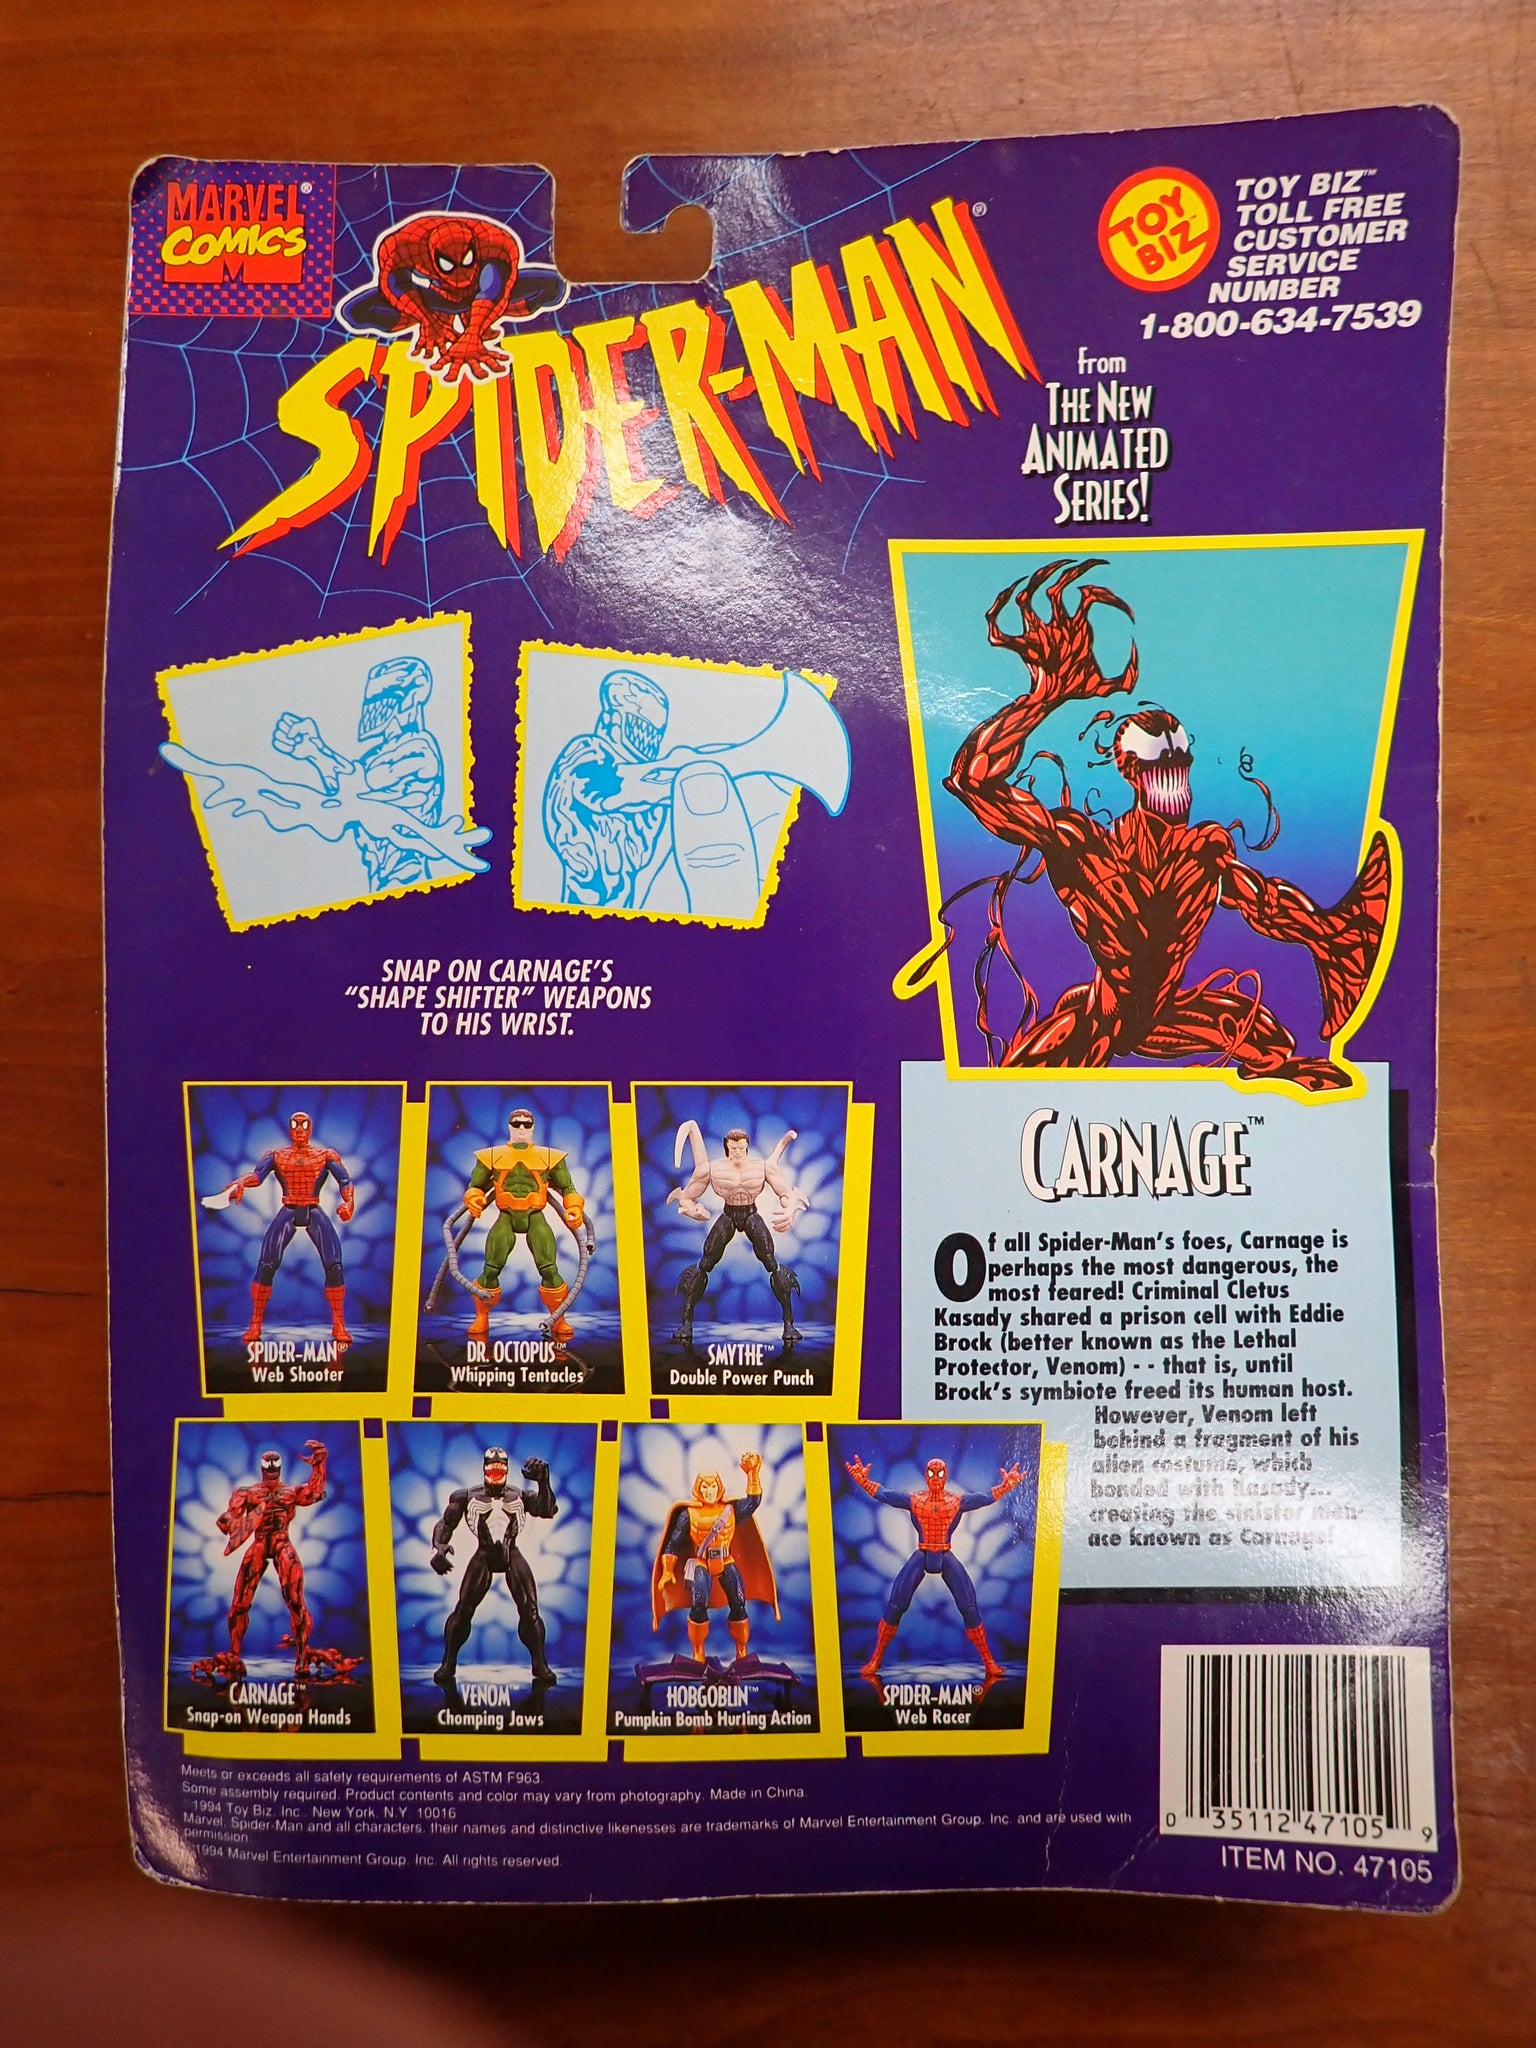 MARVEL®
COMICS
M
SPIDER-MAN®
TOY
BIZ
TOY BIZ™
TOLL FREE
CUSTOMER
SERVICE
NUMBER
1-800-634-7539
from
THE NEW
ANIMATED
SERIES!
SNAP ON CARNAGE'S
"SHAPE SHIFTER" WEAPONS
TO HIS WRIST.
CARNAGE™
Of all Spider-Man's foes, Carnage is
perhaps the most dangerous, the
most feared! Criminal Cletus
Kasady shared a prison cell with Eddie
Brock (better known as the Lethal
Protector, Venom) - - that is, until
Brock's symbiote freed its human host.
However, Venom left
behind a fragment of his
alien costume, which
bonded with Kasady...
creating the sinister men-
ace known as Carnage!
SPIDER-MAN®
Web Shooter
DR. OCTOPUS™
Whipping Tentacles
SMYTHE™
Double Power Punch
CARNAGE™
Snap-on Weapon Hands
VENOM™
Chomping Jaws
HOBGOBLIN™
Pumpkin Bomb Hurling Action
SPIDER-MAN®
Web Racer
Meets or exceeds all safety requirements of ASTM F963.
Some assembly required. Product contents and color may vary from photography. Made in China.
1994 Toy Biz, Inc., New York, N.Y. 10016
Marvel, Spider-Man and all characters, their names and distinctive likenesses are trademarks of Marvel Entertainment Group, Inc. and are used with
permission.
1994 Marvel Entertainment Group, Inc. All rights reserved.
0 35112 47105 9
ITEM NO. 47105